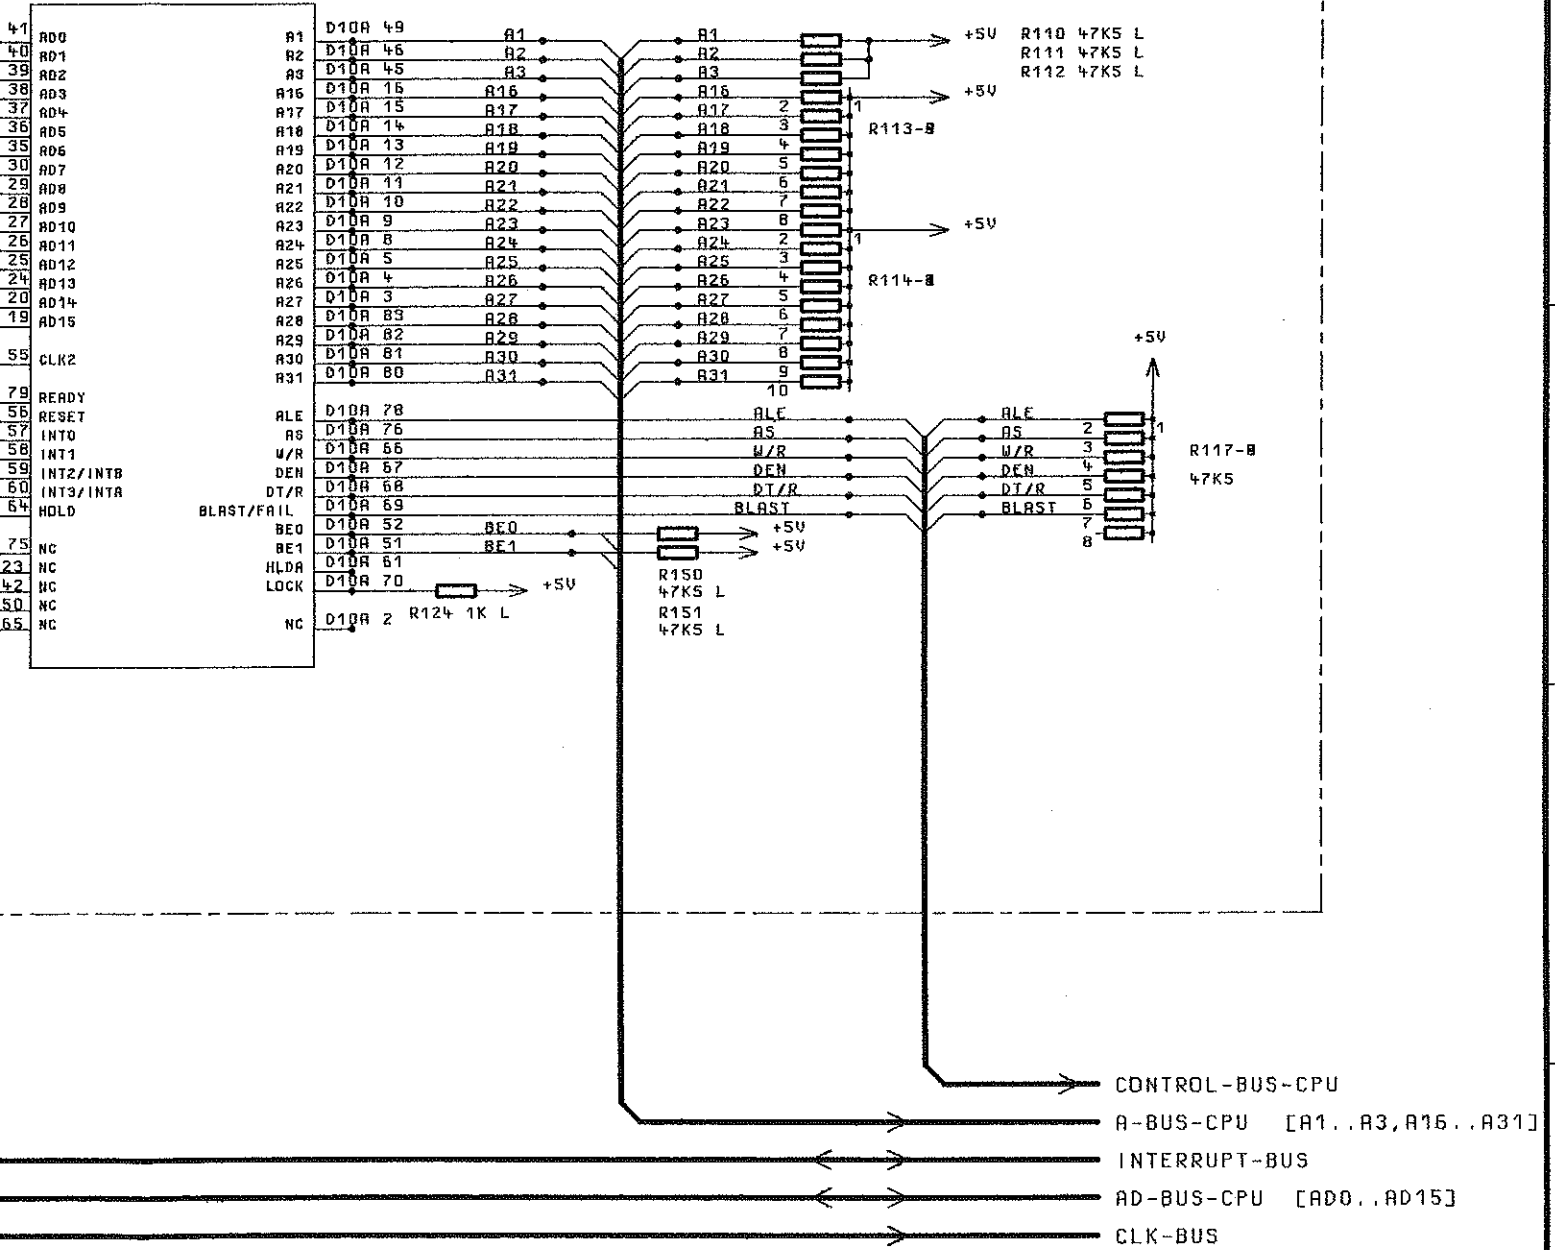 41 AD0 A1 D10A 49 A1 A1 +5V R110 47K5 L
40 AD1 A2 D10A 46 A2 A2 R111 47K5 L
39 AD2 A3 D10A 45 A3 A3 R112 47K5 L
38 AD3 A16 D10A 16 A16 A16 +5V
37 AD4 A17 D10A 15 A17 A17 2 1
36 AD5 A18 D10A 14 A18 A18 3 R113-
35 AD6 A19 D10A 13 A19 A19 4
30 AD7 A20 D10A 12 A20 A20 5
29 AD8 A21 D10A 11 A21 A21 6
28 AD9 A22 D10A 10 A22 A22 7
27 AD10 A23 D10A 9 A23 A23 8 +5V
26 AD11 A24 D10A 8 A24 A24 2 1
25 AD12 A25 D10A 5 A25 A25 3
24 AD13 A26 D10A 4 A26 A26 4 R114-
20 AD14 A27 D10A 3 A27 A27 5
19 AD15 A28 D10A 83 A28 A28 6
A29 D10A 82 A29 A29 7 +5V
55 CLK2 A30 D10A 81 A30 A30 8
A31 D10A 80 A31 A31 9
10
79 READY
56 RESET ALE D10A 78 ALE ALE
57 INT0 AS D10A 76 AS AS 2 1
58 INT1 W/R D10A 66 W/R W/R 3 R117-
59 INT2/INTB DEN D10A 67 DEN DEN 4
60 INT3/INTA DT/R D10A 68 DT/R DT/R 5 47K5
64 HOLD BLAST/FAIL D10A 69 BLAST BLAST 6
BE0 D10A 52 BE0 +5V 7
75 NC BE1 D10A 51 BE1 +5V 8
23 NC HLDA D10A 61
42 NC LOCK D10A 70 +5V
50 NC
65 NC NC D10A 2
R124 1K L
R150
47K5 L
R151
47K5 L
CONTROL-BUS-CPU
A-BUS-CPU [A1..A3,A16..A31]
INTERRUPT-BUS
AD-BUS-CPU [AD0..AD15]
CLK-BUS